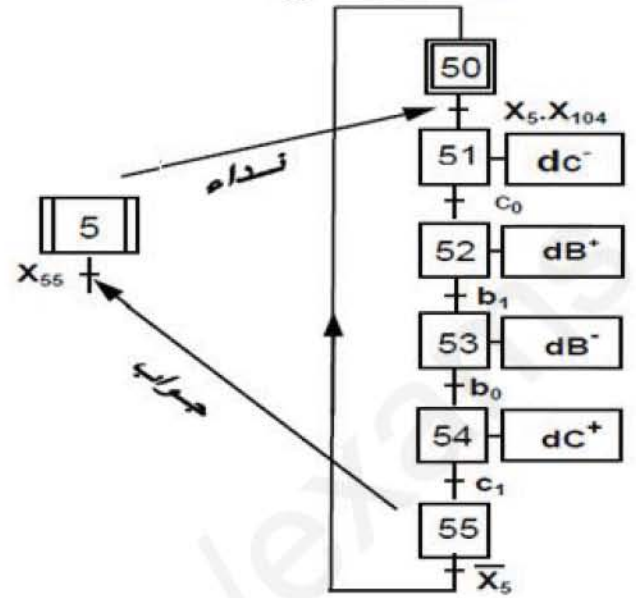 50
X₅.X₁₀₄
51 dc⁻
نداء
c₀
5
52 dB⁺
X₅₅
b₁
53 dB⁻
جواب
b₀
54 dC⁺
c₁
55
X̅₅